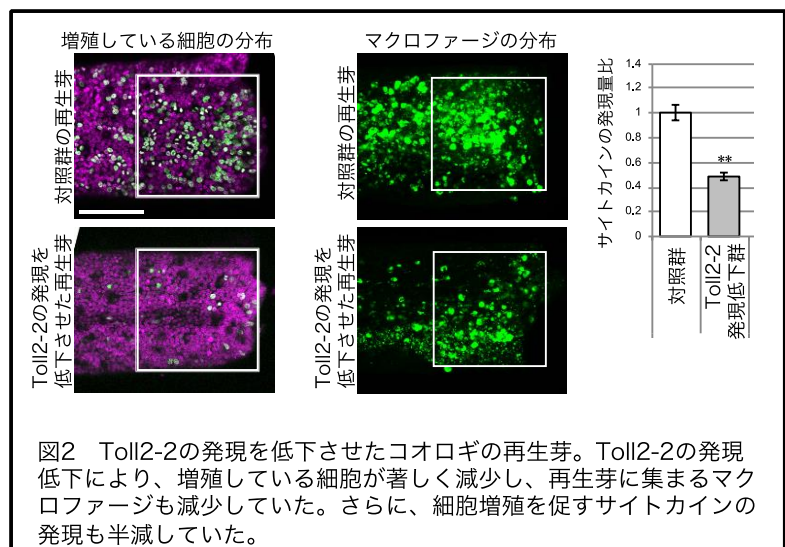 増殖している細胞の分布
マクロファージの分布
対照群の再生芽
対照群の再生芽
Toll2-2の発現を
低下させた再生芽
Toll2-2の発現を
低下させた再生芽
サイトカインの発現量比
1.4
1.2
1
0.8
0.6
0.4
0.2
0
**
対照群
Toll2-2
発現低下群
図2　Toll2-2の発現を低下させたコオロギの再生芽。Toll2-2の発現
低下により、増殖している細胞が著しく減少し、再生芽に集まるマク
ロファージも減少していた。さらに、細胞増殖を促すサイトカインの
発現も半減していた。